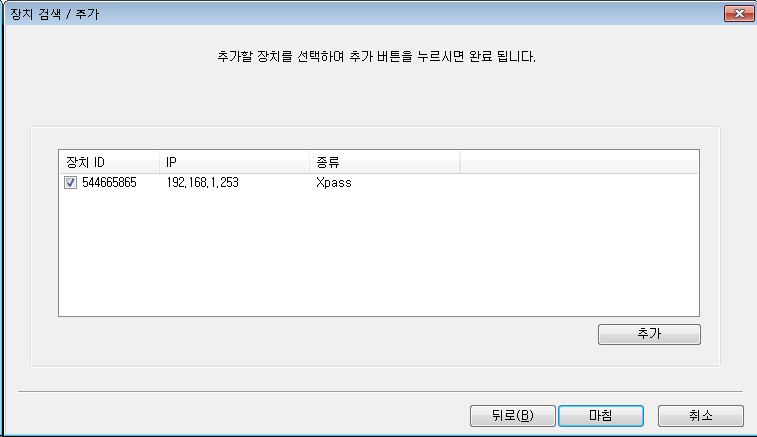 장치 검색 / 추가
추가할 장치를 선택하며 추가 버튼을 누르시면 완료 됩니다.
장치 ID IP 종류
544665865 192.168.1.253 Xpass
추가
뒤로(B) 마침 취소